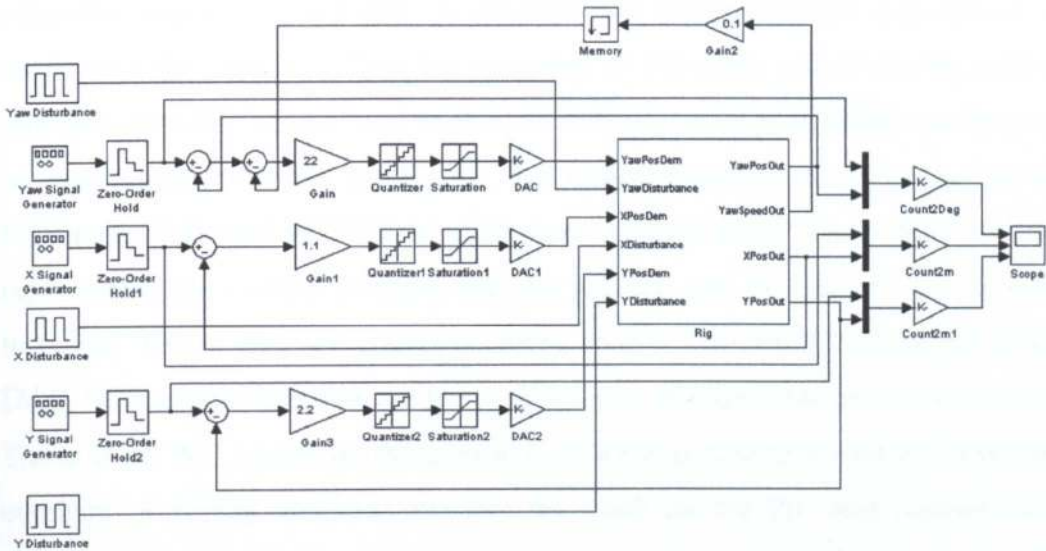 0.1
Memory
Gain2
Yaw Disturbance
Yaw Signal
Generator
Zero-Order
Hold
+
-
+
-
22
Gain
Quantizer
Saturation
K-
DAC
YawPosDem
YawDisturbance
XPosDem
XDisturbance
YPosDem
YDisturbance
YawPosOut
YawSpeedOut
XPosOut
YPosOut
Rig
K-
Count2Deg
K-
Count2m
K-
Count2m1
Scope
X Signal
Generator
Zero-Order
Hold1
+
-
1.1
Gain1
Quantizer1
Saturation1
K-
DAC1
X Disturbance
Y Signal
Generator
Zero-Order
Hold2
+
-
2.2
Gain3
Quantizer2
Saturation2
K-
DAC2
Y Disturbance